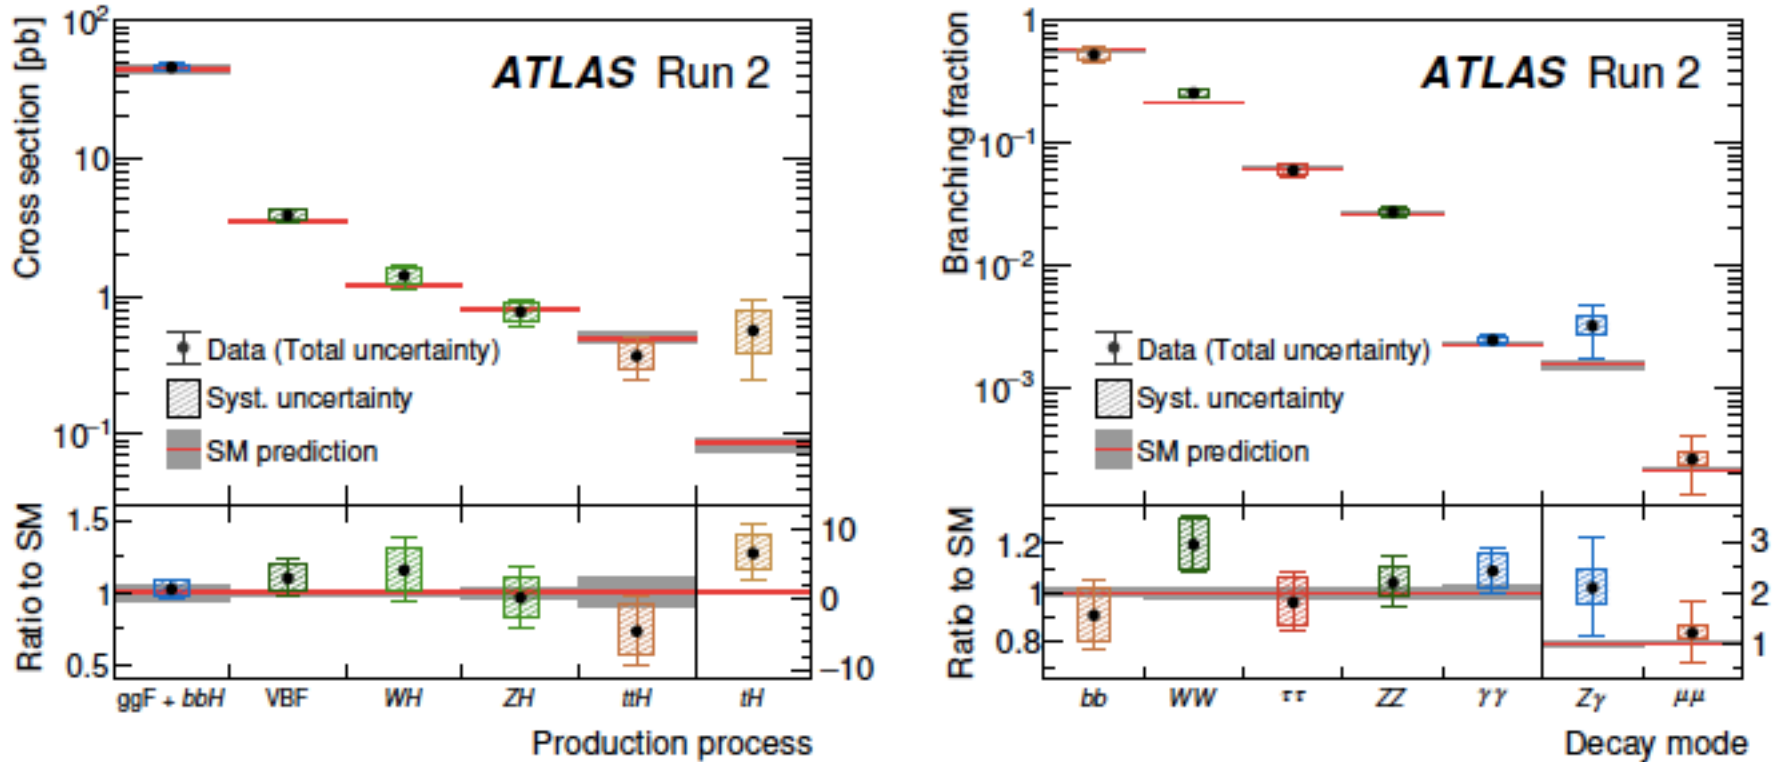 Cross section [pb]
10²
10
1
10⁻¹
ATLAS Run 2
Data (Total uncertainty)
Syst. uncertainty
SM prediction
Ratio to SM
1.5
1
0.5
10
0
−10
ggF + bbH VBF WH ZH ttH tH
Production process
Branching fraction
1
10⁻¹
10⁻²
10⁻³
ATLAS Run 2
Data (Total uncertainty)
Syst. uncertainty
SM prediction
Ratio to SM
1.2
1
0.8
3
2
1
bb WW ττ ZZ γγ Zγ μμ
Decay mode